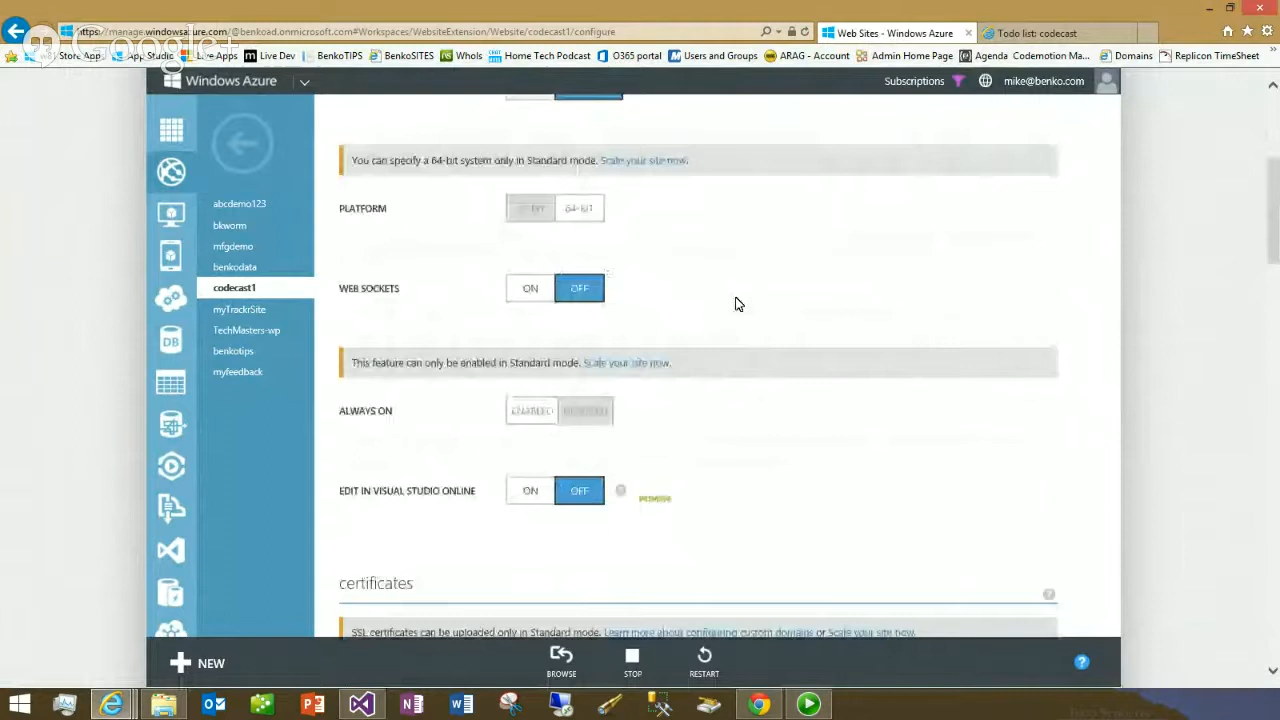 https://manage.windowsazure.com/@benkoad.onmicrosoft.com#Workspaces/WebsiteExtension/Website/codecast1/configure
Web Sites - Windows Azure
Todo list: codecast
Google+
Store Apps
App Studio
Live Apps
BenkoTIPS
BenkoSITES
WhoIs
Home Tech Podcast
O365 portal
Users and Groups
ARAG - Account
Admin Home Page
Agenda
Codemotion Ma...
Domains
Replicon TimeSheet
Windows Azure
Subscriptions
mike@benko.com
abcdemo123
bkworm
mfgdemo
benkodata
codecast1
myTrackrSite
TechMasters-wp
benkotips
myfeedback
You can specify a 64-bit system only in Standard mode. Scale your site now.
PLATFORM
64-BIT
WEB SOCKETS
ON OFF
This feature can only be enabled in Standard mode. Scale your site now.
ALWAYS ON
ENABLED
EDIT IN VISUAL STUDIO ONLINE
ON OFF
certificates
SSL certificates can be uploaded only in Standard mode. Learn more about configuring custom domains or Scale your site now.
NEW
BROWSE
STOP
RESTART